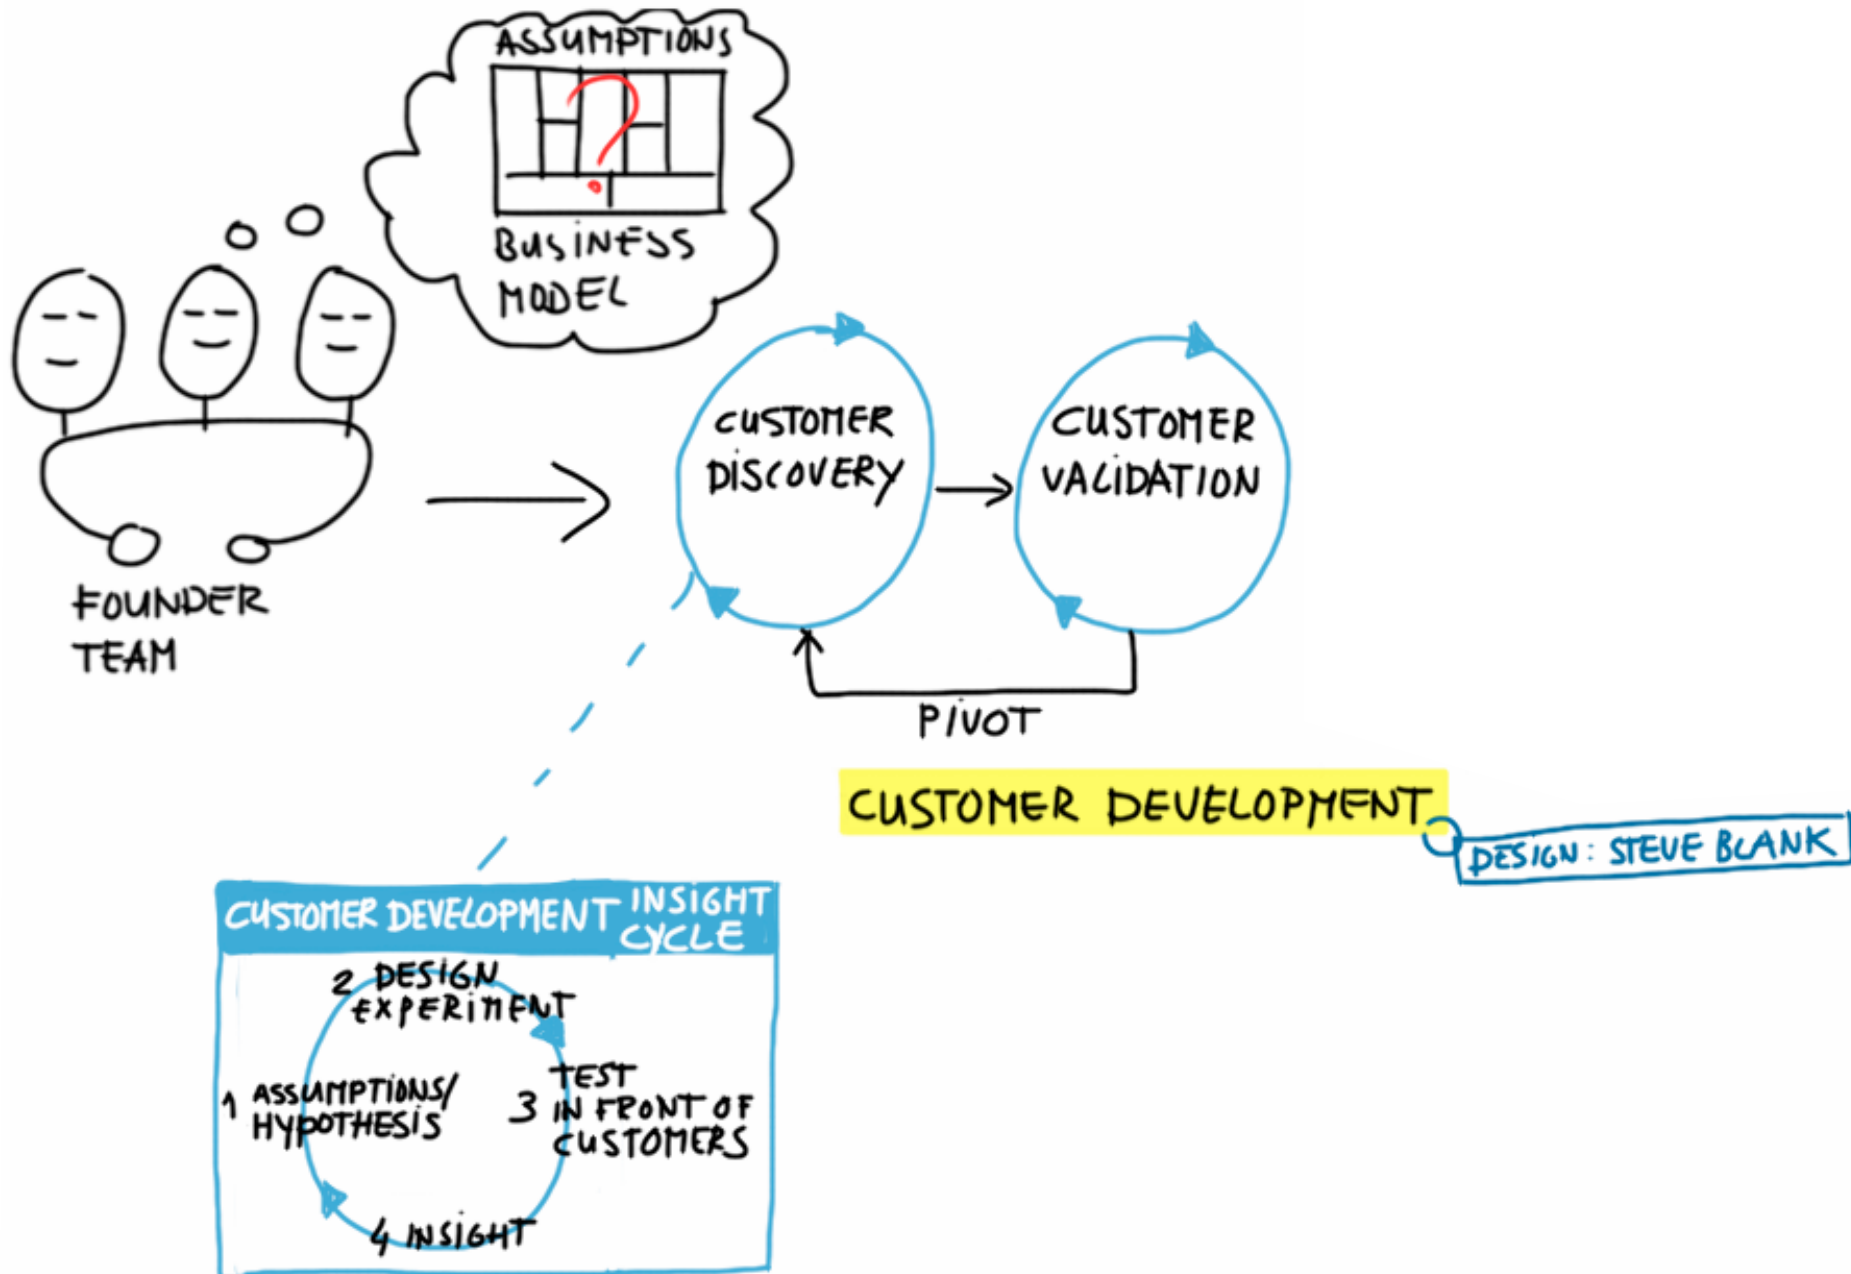 ASSUMPTIONS
?
BUSINESS
MODEL
FOUNDER
TEAM
CUSTOMER
DISCOVERY
CUSTOMER
VALIDATION
PIVOT
CUSTOMER DEVELOPMENT
DESIGN: STEVE BLANK
CUSTOMER DEVELOPMENT INSIGHT
CYCLE
2 DESIGN
EXPERIMENT
1 ASSUMPTIONS/
HYPOTHESIS
3 TEST
IN FRONT OF
CUSTOMERS
4 INSIGHT